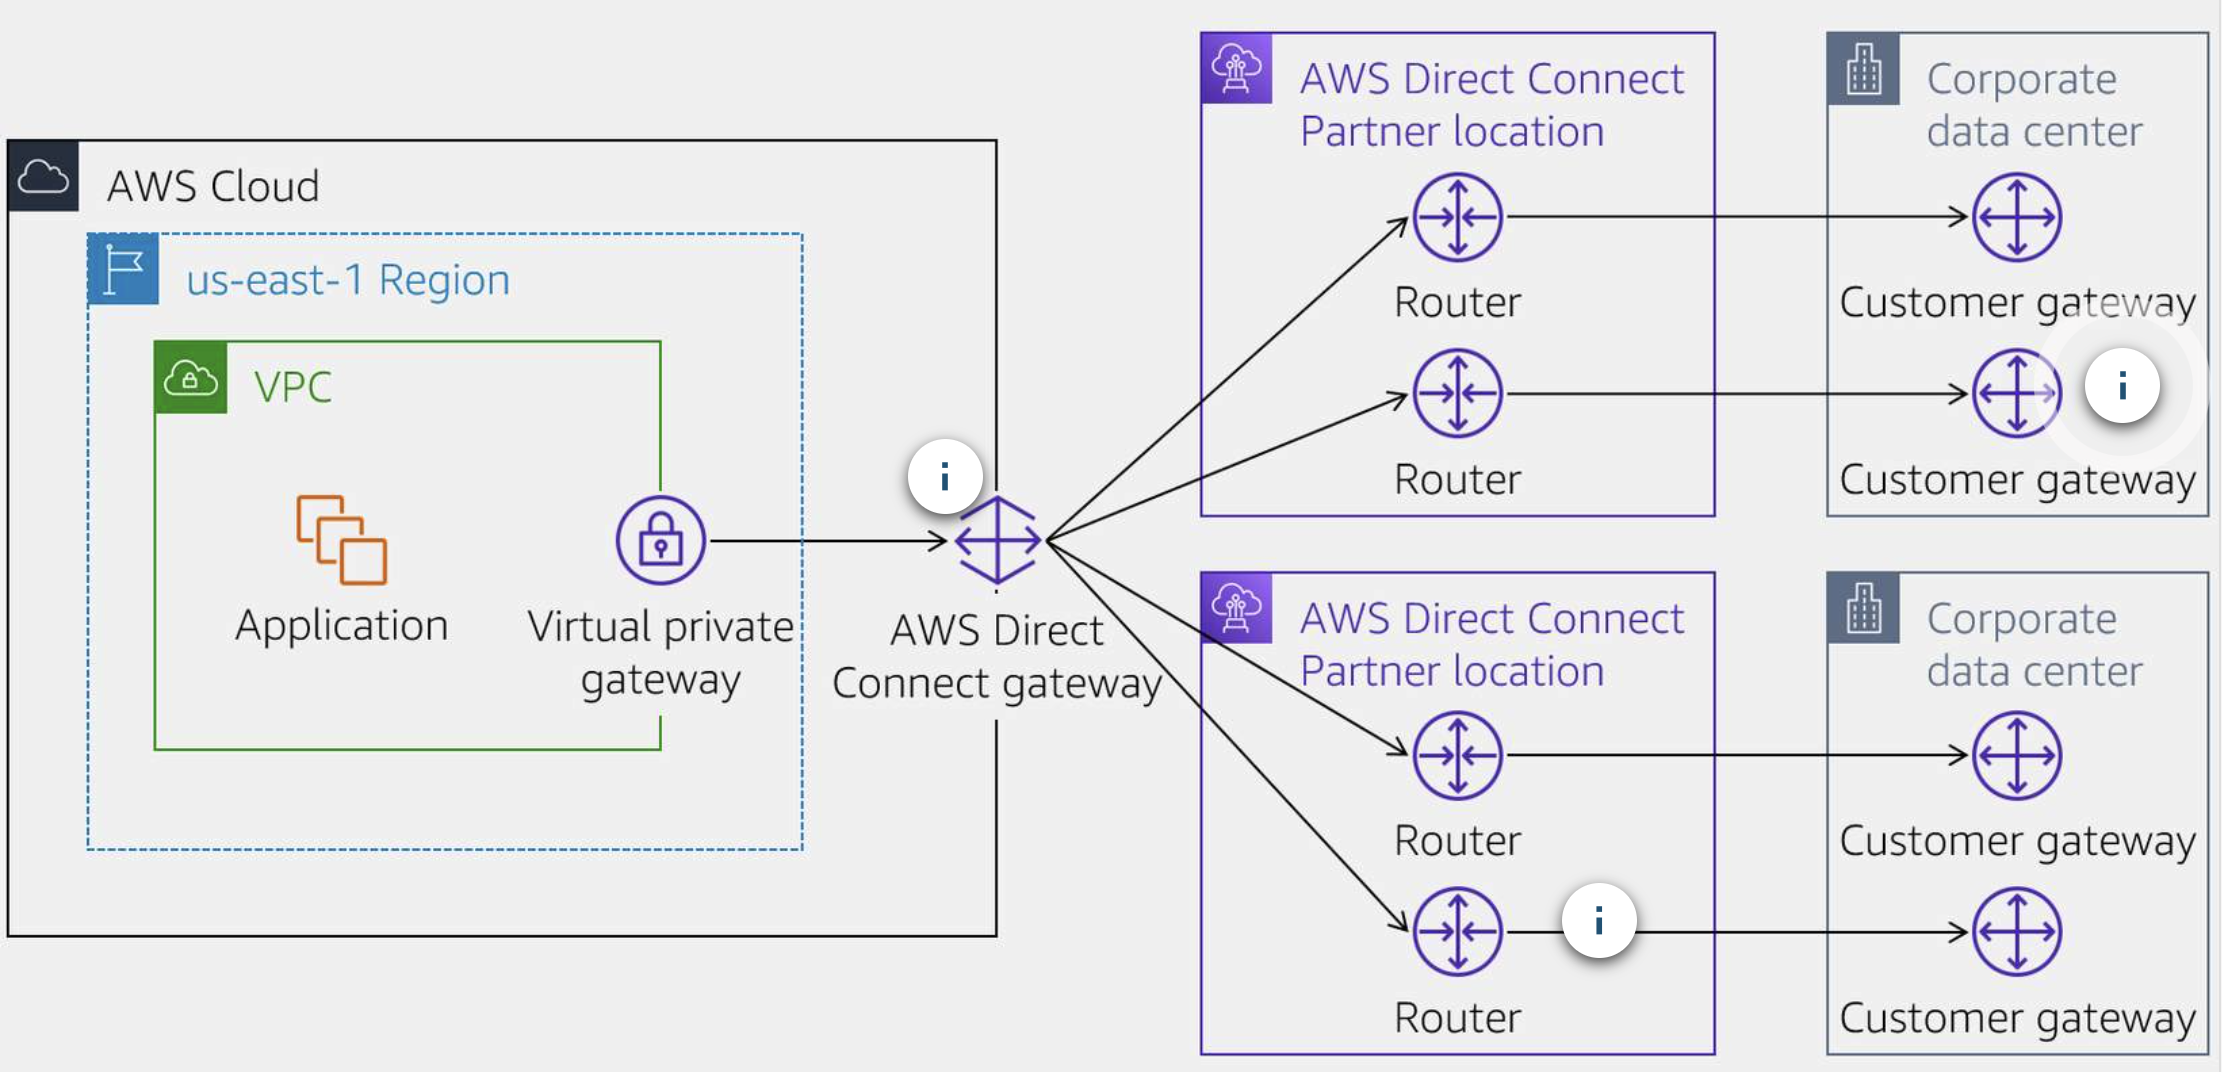 AWS Cloud
us-east-1 Region
VPC
Application
Virtual private
gateway
i
AWS Direct
Connect gateway
AWS Direct Connect
Partner location
Router
Router
Corporate
data center
Customer gateway
i
Customer gateway
AWS Direct Connect
Partner location
Router
i
Router
Corporate
data center
Customer gateway
Customer gateway